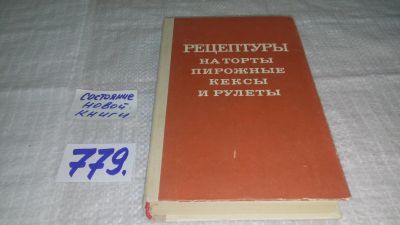 РЕЦЕПТУРЫ
НА ТОРТЫ
ПИРОЖНЫЕ
КЕКСЫ
И РУЛЕТЫ
СОСТОЯНИЕ
НОВОЙ
КНИГИ
779.